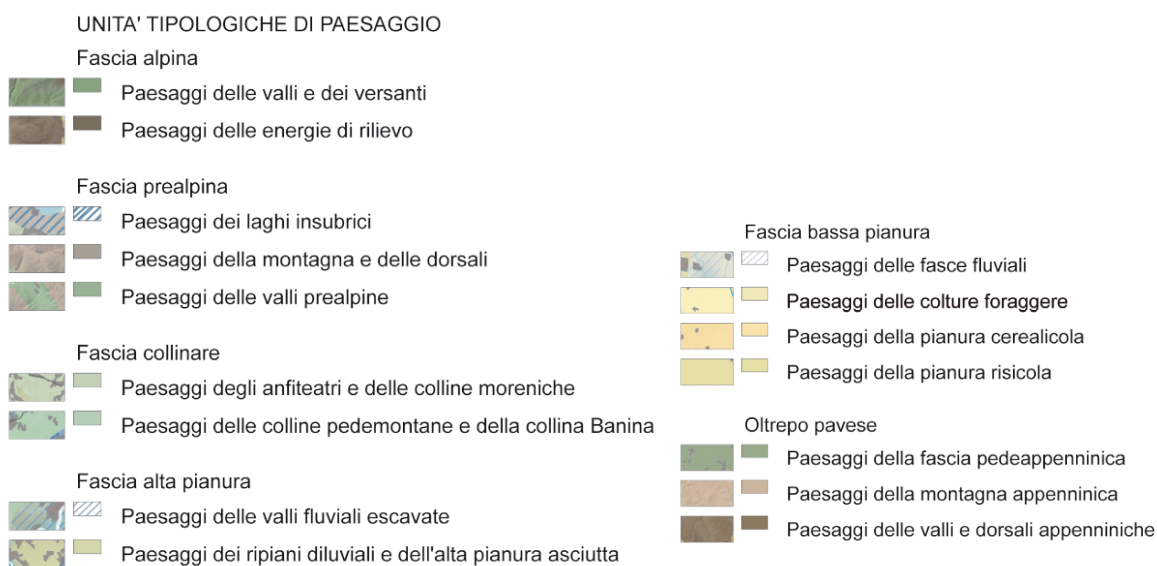 UNITA' TIPOLOGICHE DI PAESAGGIO
Fascia alpina
Paesaggi delle valli e dei versanti
Paesaggi delle energie di rilievo
Fascia prealpina
Paesaggi dei laghi insubrici
Paesaggi della montagna e delle dorsali
Paesaggi delle valli prealpine
Fascia collinare
Paesaggi degli anfiteatri e delle colline moreniche
Paesaggi delle colline pedemontane e della collina Banina
Fascia alta pianura
Paesaggi delle valli fluviali escavate
Paesaggi dei ripiani diluviali e dell'alta pianura asciutta
Fascia bassa pianura
Paesaggi delle fasce fluviali
Paesaggi delle colture foraggere
Paesaggi della pianura cerealicola
Paesaggi della pianura risicola
Oltrepo pavese
Paesaggi della fascia pedeappenninica
Paesaggi della montagna appenninica
Paesaggi delle valli e dorsali appenniniche